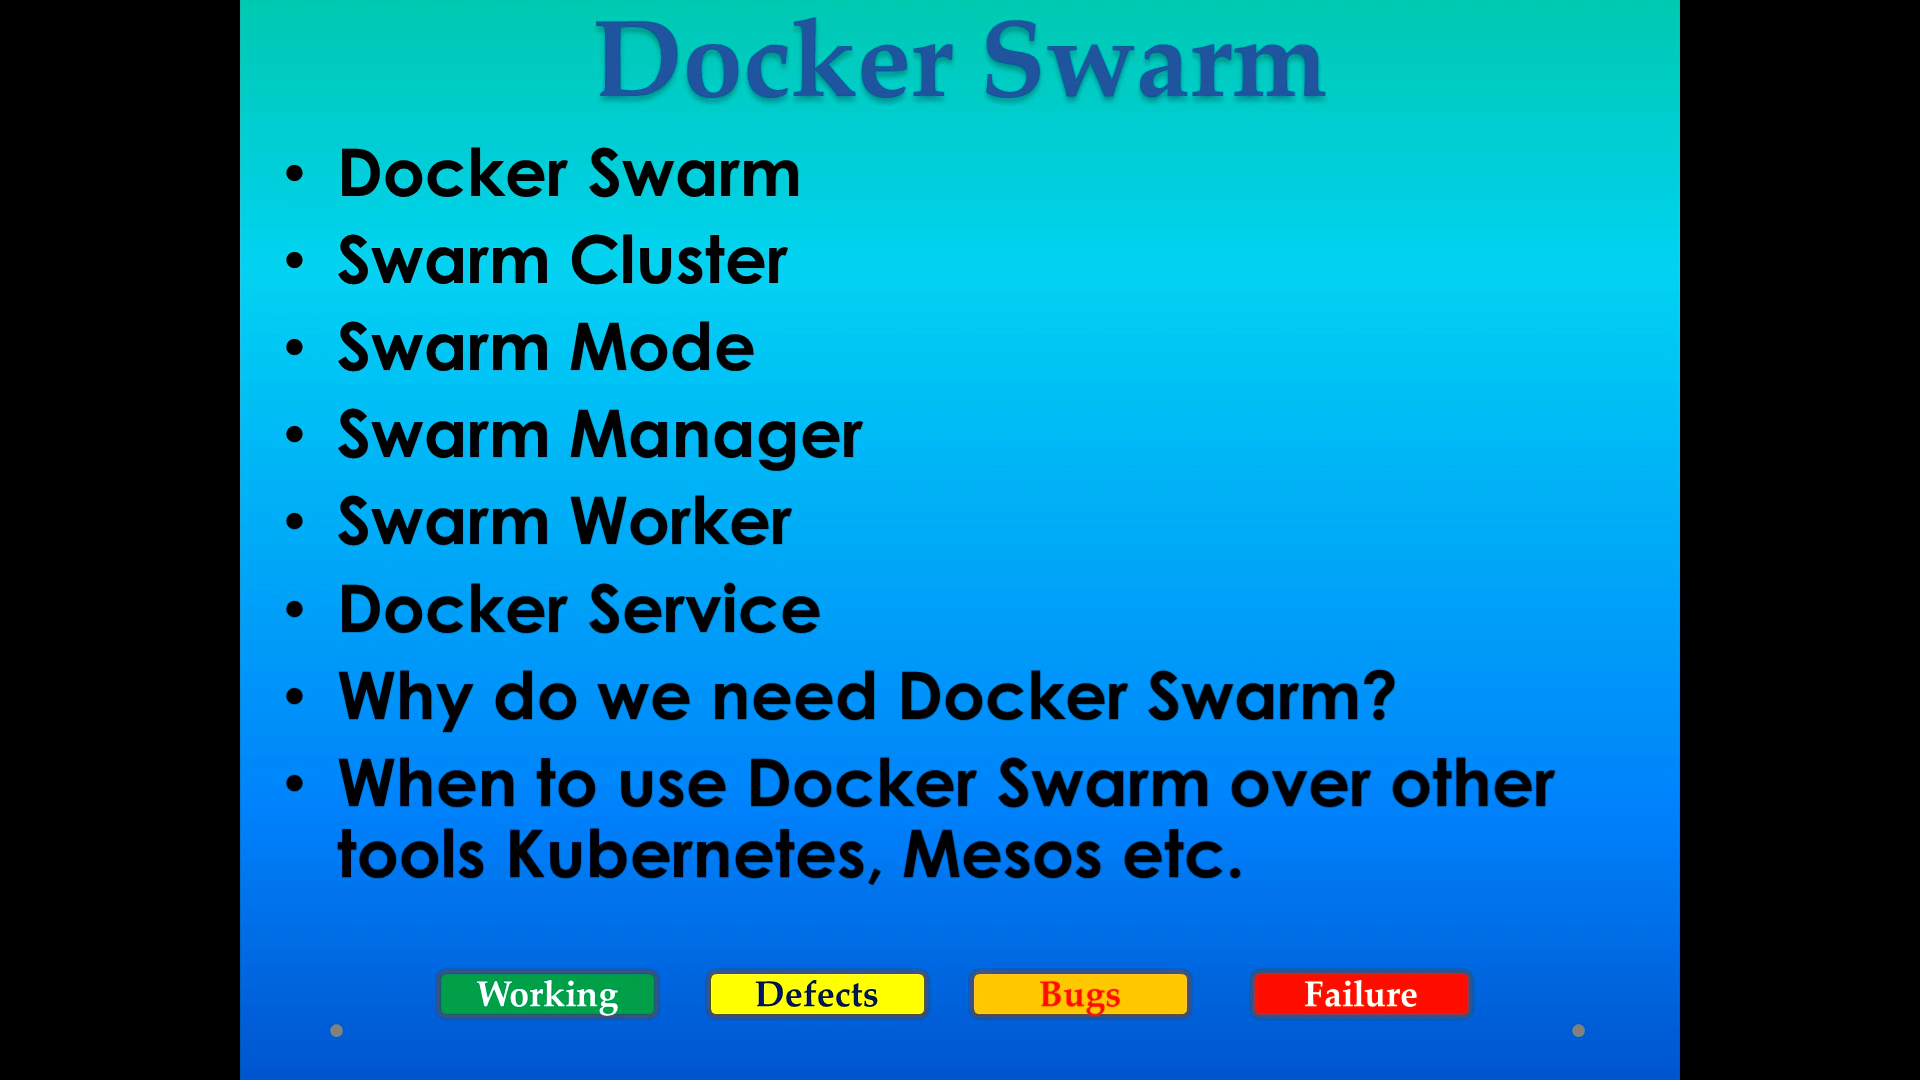 Docker Swarm
• Docker Swarm
• Swarm Cluster
• Swarm Mode
• Swarm Manager
• Swarm Worker
• Docker Service
• Why do we need Docker Swarm?
• When to use Docker Swarm over other
tools Kubernetes, Mesos etc.
Working Defects Bugs Failure